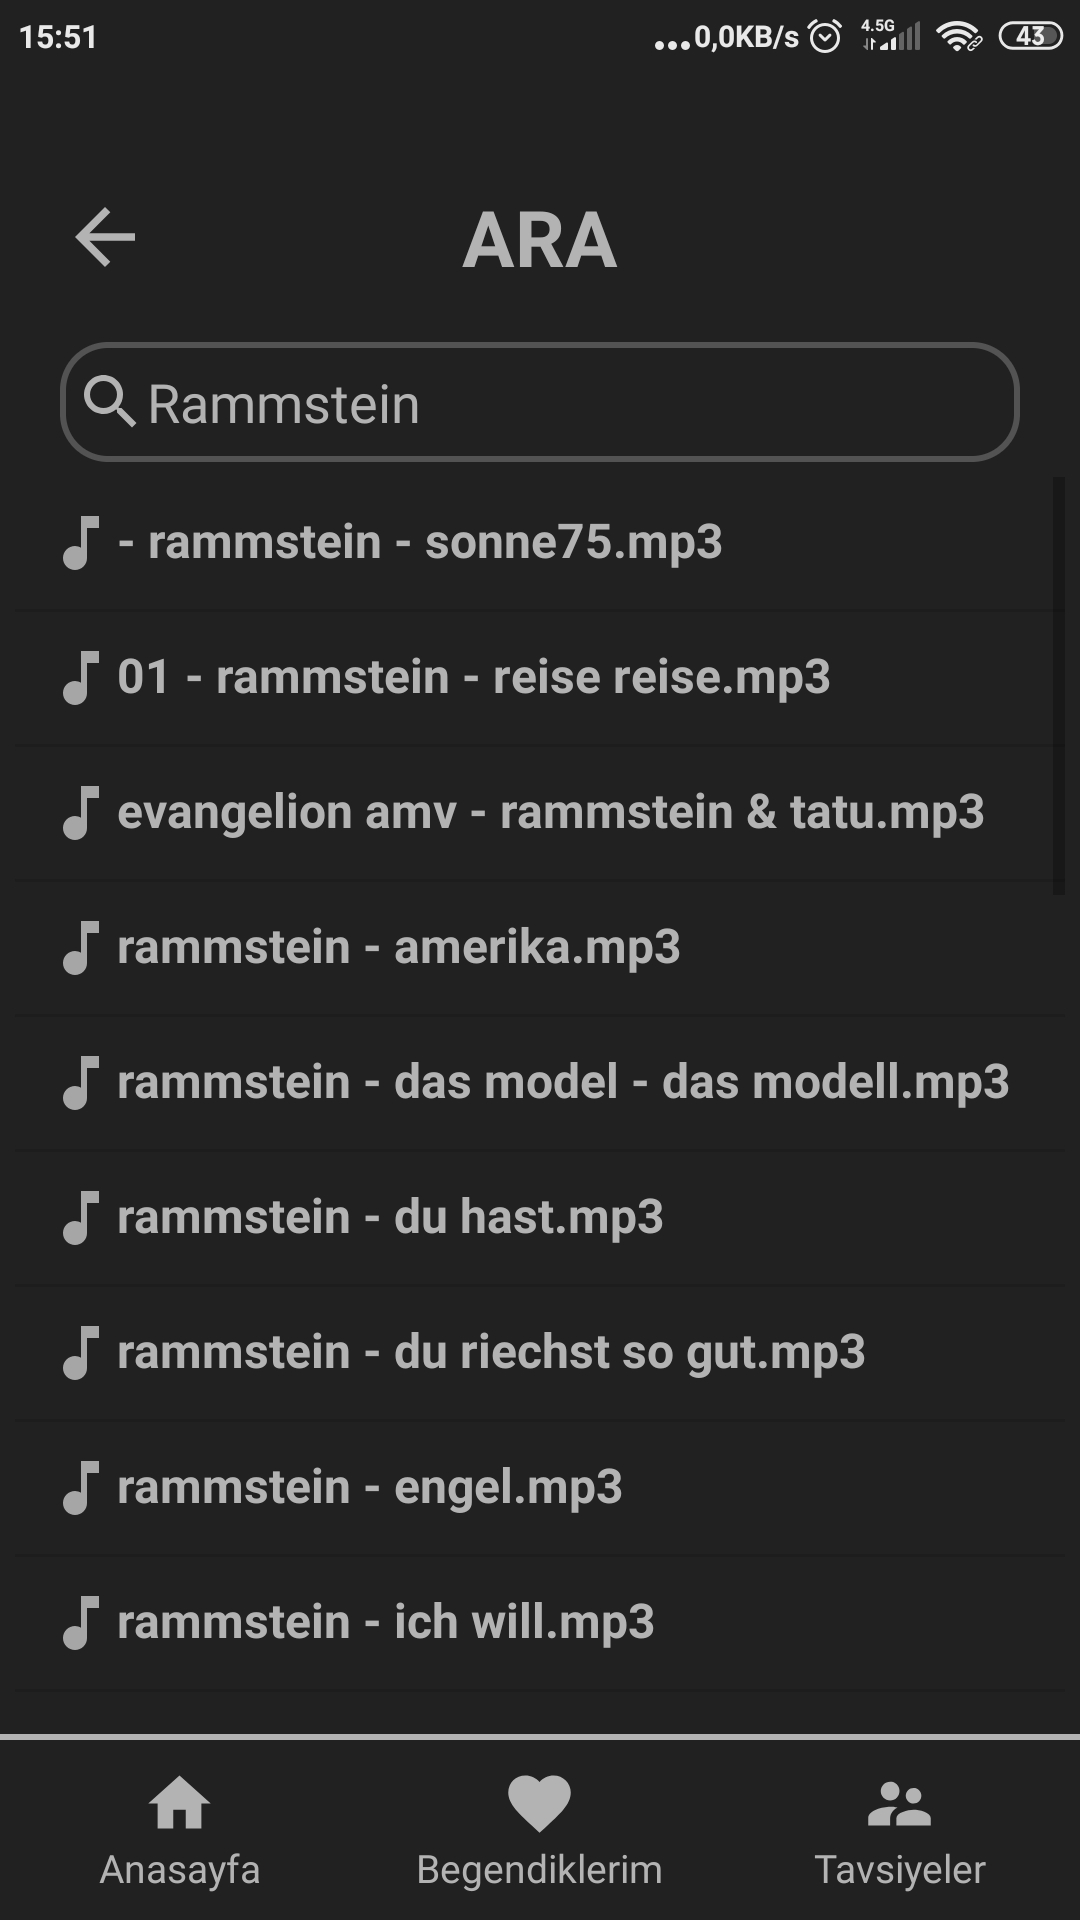 15:51
...0,0KB/s 4.5G 43
ARA
Rammstein
- rammstein - sonne75.mp3
01 - rammstein - reise reise.mp3
evangelion amv - rammstein & tatu.mp3
rammstein - amerika.mp3
rammstein - das model - das modell.mp3
rammstein - du hast.mp3
rammstein - du riechst so gut.mp3
rammstein - engel.mp3
rammstein - ich will.mp3
Anasayfa
Begendiklerim
Tavsiyeler